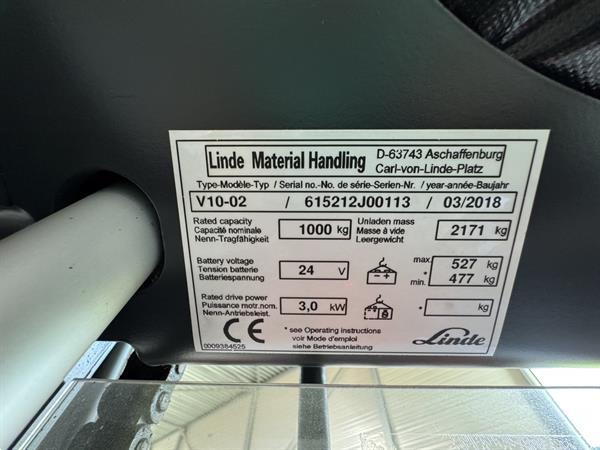 Linde Material Handling
D-63743 Aschaffenburg
Carl-von-Linde-Platz
Type-Modèle-Typ / Serial no.-No. de série-Serien-Nr. / year-année-Baujahr
V10-02 / 615212J00113 / 03/2018
Rated capacity
Capacité nominale
Nenn-Tragfähigkeit
1000 kg
Unladen mass
Masse à vide
Leergewicht
2171 kg
Battery voltage
Tension batterie
Batteriespannung
24 V
max. 527 kg
*
min. 477 kg
Rated drive power
Puissance motr.nom.
Nenn-Antriebsleist.
3,0 kW
* kg
CE
0009384525
* see Operating instructions
voir Mode d'emploi
siehe Betriebsanleitung
Linde